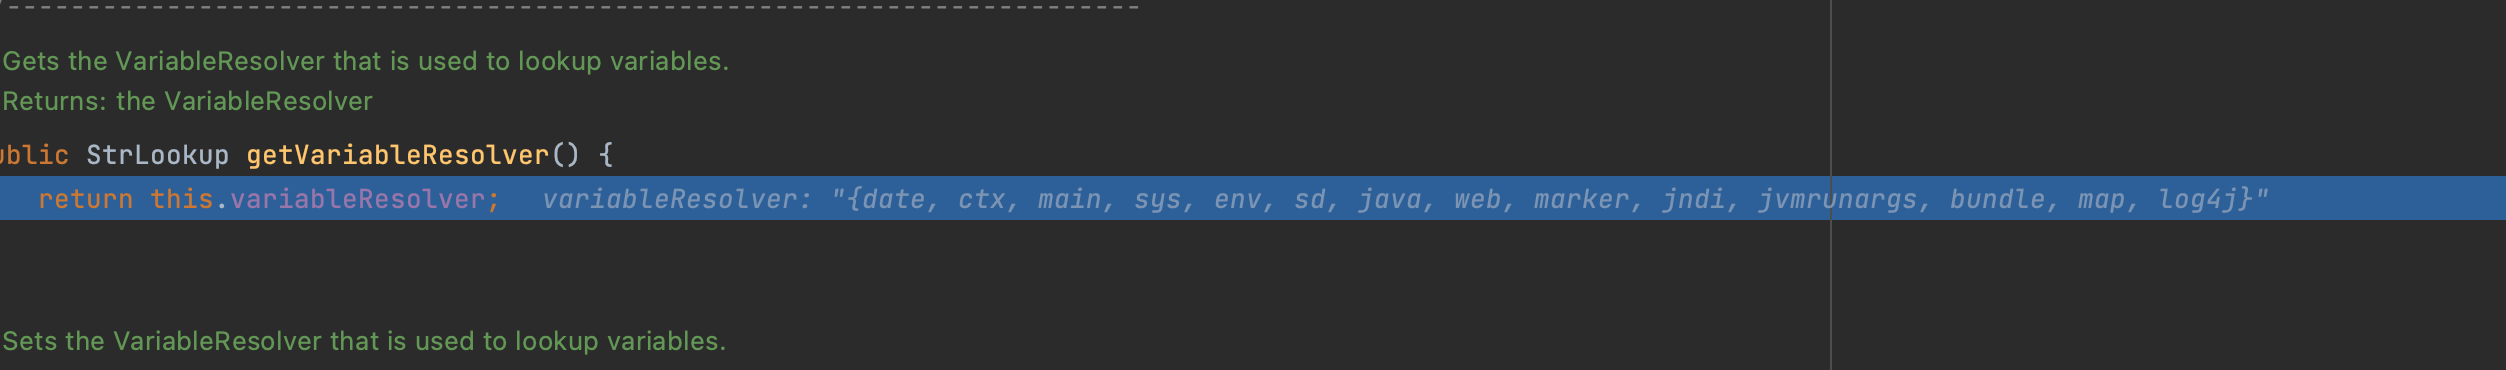 Gets the VariableResolver that is used to lookup variables.
Returns: the VariableResolver
ublic StrLookup getVariableResolver() {
return this.variableResolver; variableResolver: "{date, ctx, main, sys, env, sd, java, web, marker, jndi, jvmrunargs, bundle, map, log4j}"
Sets the VariableResolver that is used to lookup variables.